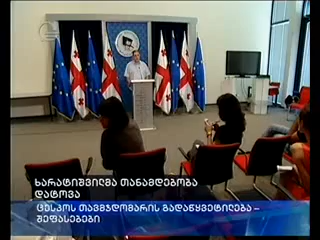 ხარატიშვილმა თანამდებობა
დატოვა
ცესკოს თავმჯდომარის გადაწყვეტილება –
შეფასებები